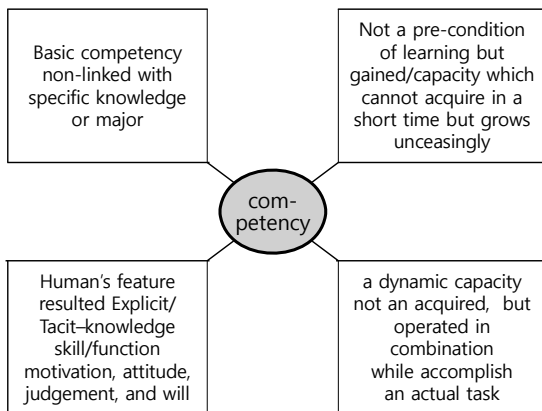 Basic competency
non-linked with
specific knowledge
or major
Not a pre-condition
of learning but
gained/capacity which
cannot acquire in a
short time but grows
unceasingly
com-
petency
Human's feature
resulted Explicit/
Tacit–knowledge
skill/function
motivation, attitude,
judgement, and will
a dynamic capacity
not an acquired, but
operated in
combination
while accomplish
an actual task